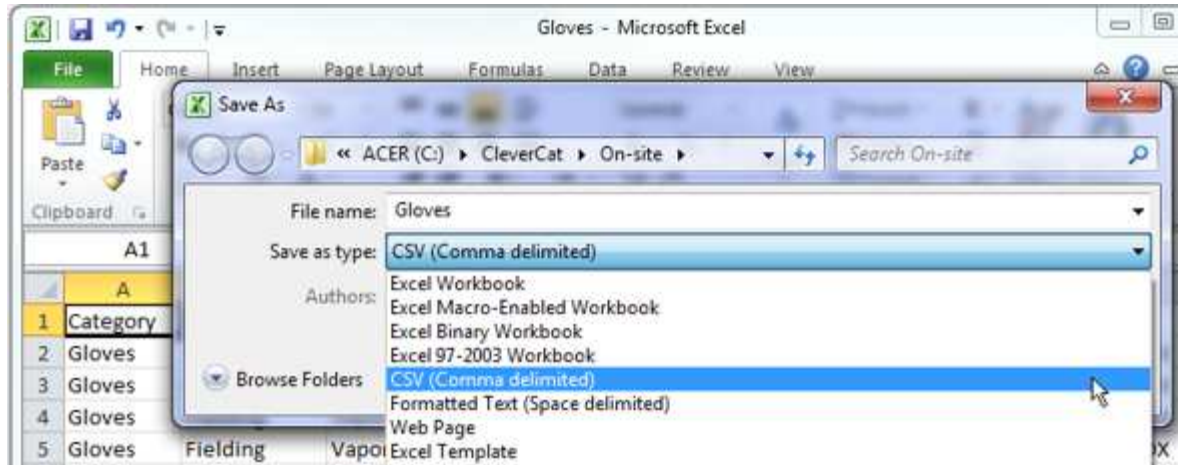 Gloves - Microsoft Excel
File Home Insert Page Layout Formulas Data Review View
Save As
Paste
« ACER (C:) ▸ CleverCat ▸ On-site ▸ Search On-site
Clipboard
File name: Gloves
A1
Save as type: CSV (Comma delimited)
A
Authors:
Excel Workbook
Excel Macro-Enabled Workbook
Excel Binary Workbook
Excel 97-2003 Workbook
CSV (Comma delimited)
Formatted Text (Space delimited)
Web Page
Excel Template
Browse Folders
1 Category
2 Gloves
3 Gloves
4 Gloves
5 Gloves Fielding